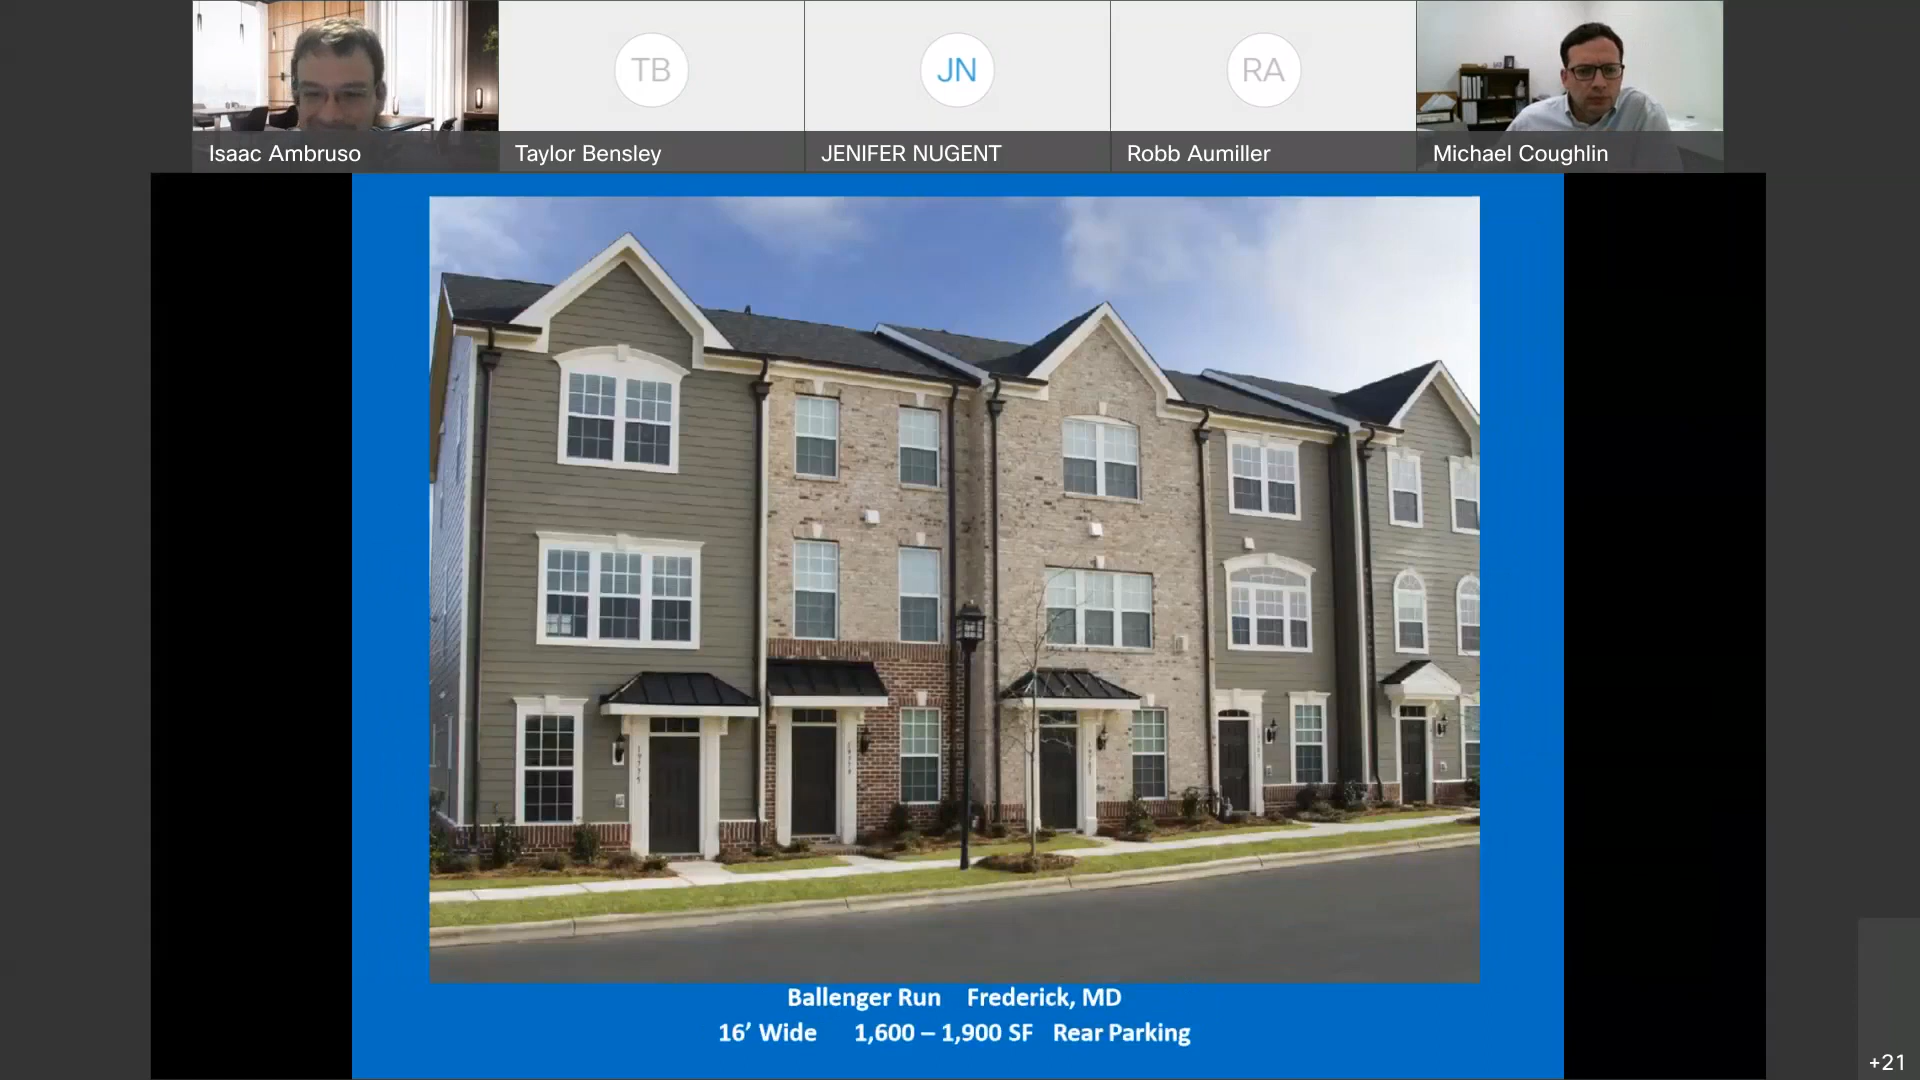 TB
JN
RA
Isaac Ambruso
Taylor Bensley
JENIFER NUGENT
Robb Aumiller
Michael Coughlin
Ballenger Run Frederick, MD
16’ Wide 1,600 – 1,900 SF Rear Parking
+21